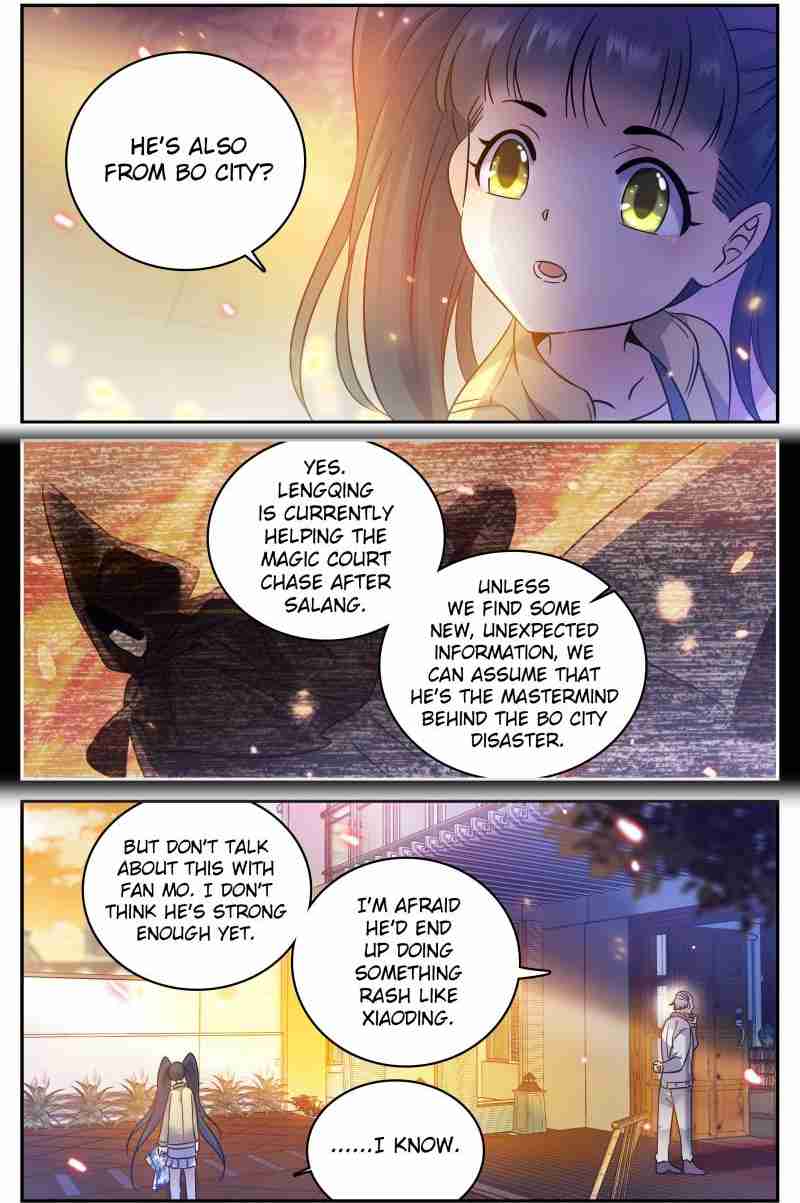 HE'S ALSO
FROM BO CITY?
YES.
LENGQING
IS CURRENTLY
HELPING THE
MAGIC COURT
CHASE AFTER
SALANG.
UNLESS
WE FIND SOME
NEW, UNEXPECTED
INFORMATION, WE
CAN ASSUME THAT
HE'S THE MASTERMIND
BEHIND THE BO CITY
DISASTER.
BUT DON'T TALK
ABOUT THIS WITH
FAN MO. I DON'T
THINK HE'S STRONG
ENOUGH YET.
I'M AFRAID
HE'D END
UP DOING
SOMETHING
RASH LIKE
XIAODING.
......I KNOW.